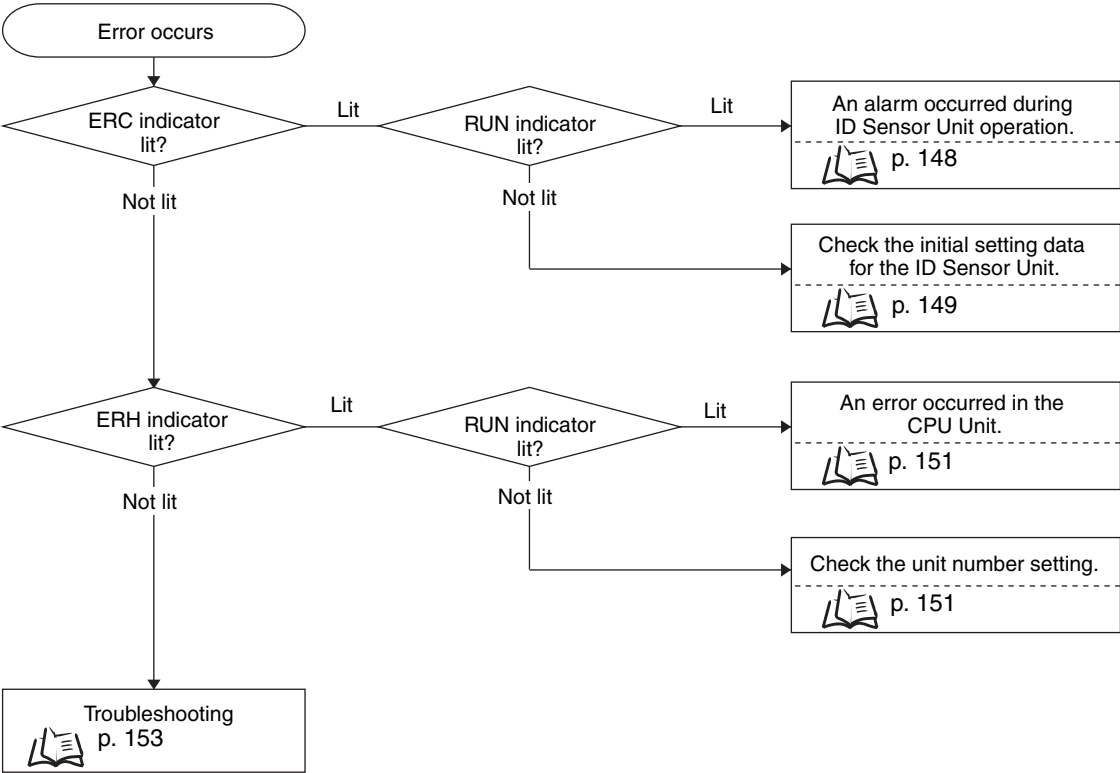 Error occurs
ERC indicator
lit?
Lit
RUN indicator
lit?
Lit
An alarm occurred during
ID Sensor Unit operation.
p. 148
Not lit
Not lit
Check the initial setting data
for the ID Sensor Unit.
p. 149
ERH indicator
lit?
Lit
RUN indicator
lit?
Lit
An error occurred in the
CPU Unit.
p. 151
Not lit
Not lit
Check the unit number setting.
p. 151
Troubleshooting
p. 153